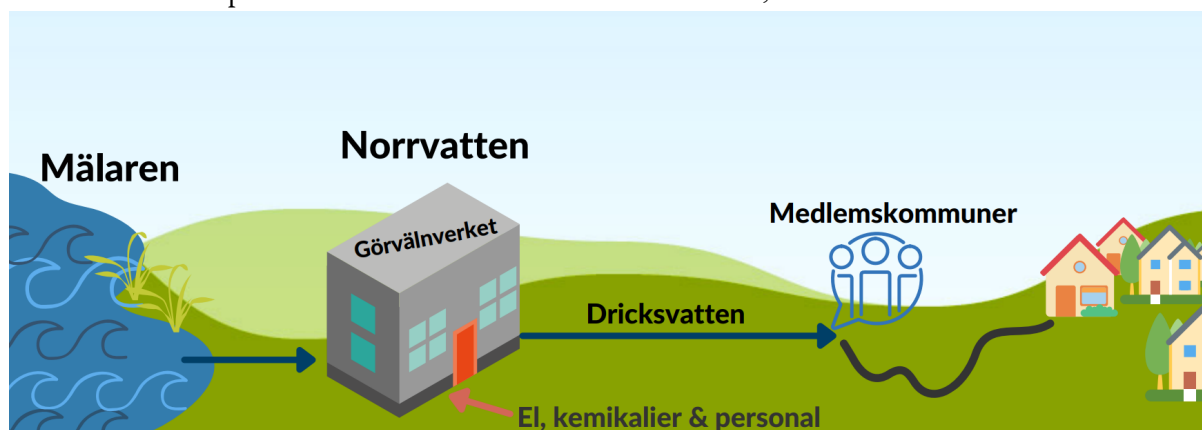 Mälaren
Norrvatten
Görvälnverket
Medlemskommuner
Dricksvatten
El, kemikalier & personal